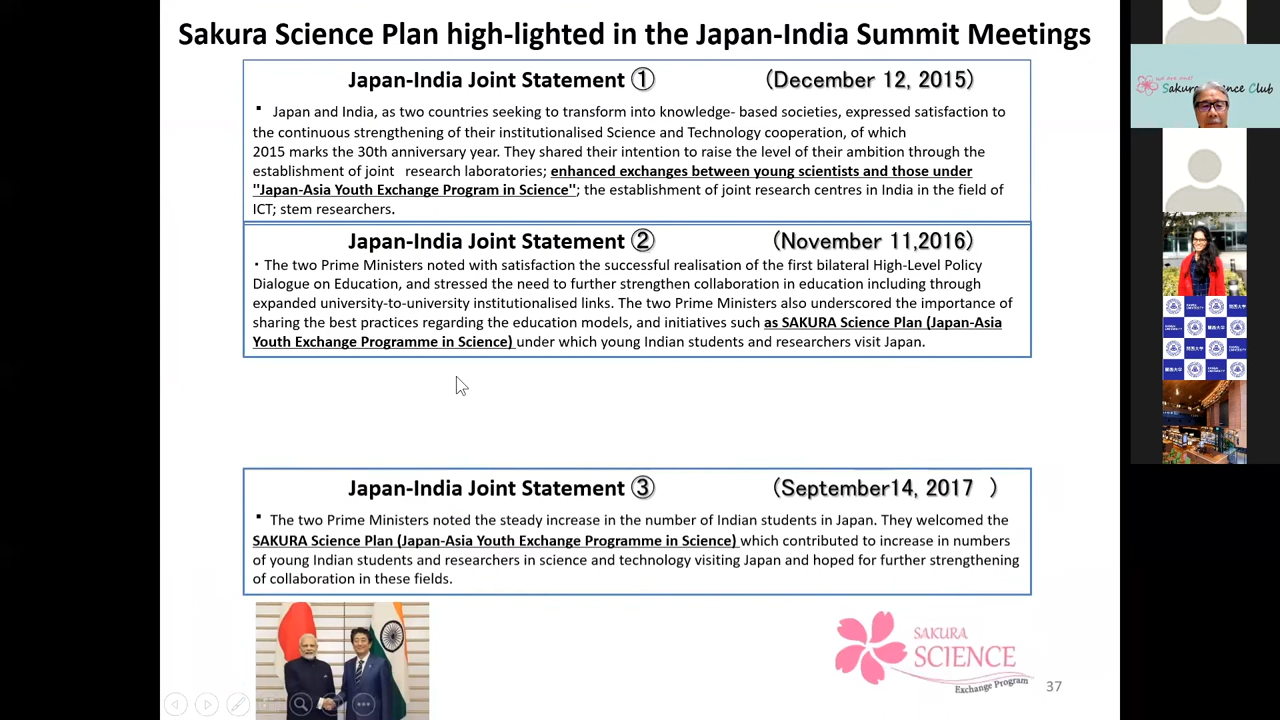 Sakura Science Plan high-lighted in the Japan-India Summit Meetings
Japan-India Joint Statement ① (December 12, 2015)
▪ Japan and India, as two countries seeking to transform into knowledge- based societies, expressed satisfaction to
the continuous strengthening of their institutionalised Science and Technology cooperation, of which
2015 marks the 30th anniversary year. They shared their intention to raise the level of their ambition through the
establishment of joint research laboratories; enhanced exchanges between young scientists and those under
"Japan-Asia Youth Exchange Program in Science"; the establishment of joint research centres in India in the field of
ICT; stem researchers.
Japan-India Joint Statement ② (November 11,2016)
・The two Prime Ministers noted with satisfaction the successful realisation of the first bilateral High-Level Policy
Dialogue on Education, and stressed the need to further strengthen collaboration in education including through
expanded university-to-university institutionalised links. The two Prime Ministers also underscored the importance of
sharing the best practices regarding the education models, and initiatives such as SAKURA Science Plan (Japan-Asia
Youth Exchange Programme in Science) under which young Indian students and researchers visit Japan.
Japan-India Joint Statement ③ (September14, 2017 )
▪ The two Prime Ministers noted the steady increase in the number of Indian students in Japan. They welcomed the
SAKURA Science Plan (Japan-Asia Youth Exchange Programme in Science) which contributed to increase in numbers
of young Indian students and researchers in science and technology visiting Japan and hoped for further strengthening
of collaboration in these fields.
SAKURA
SCIENCE
Exchange Program
37
we are one!
Sakura Science Club